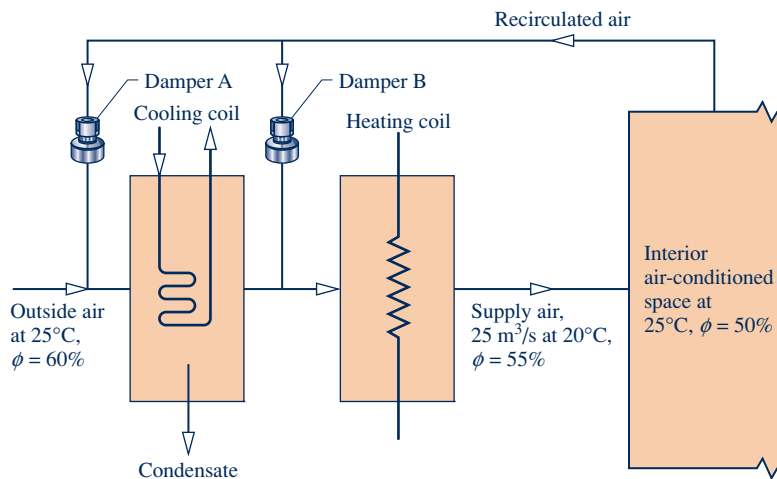 Recirculated air
Damper A
Damper B
Cooling coil
Heating coil
Outside air
at 25°C,
ϕ = 60%
Supply air,
25 m³/s at 20°C,
ϕ = 55%
Interior
air-conditioned
space at
25°C, ϕ = 50%
Condensate